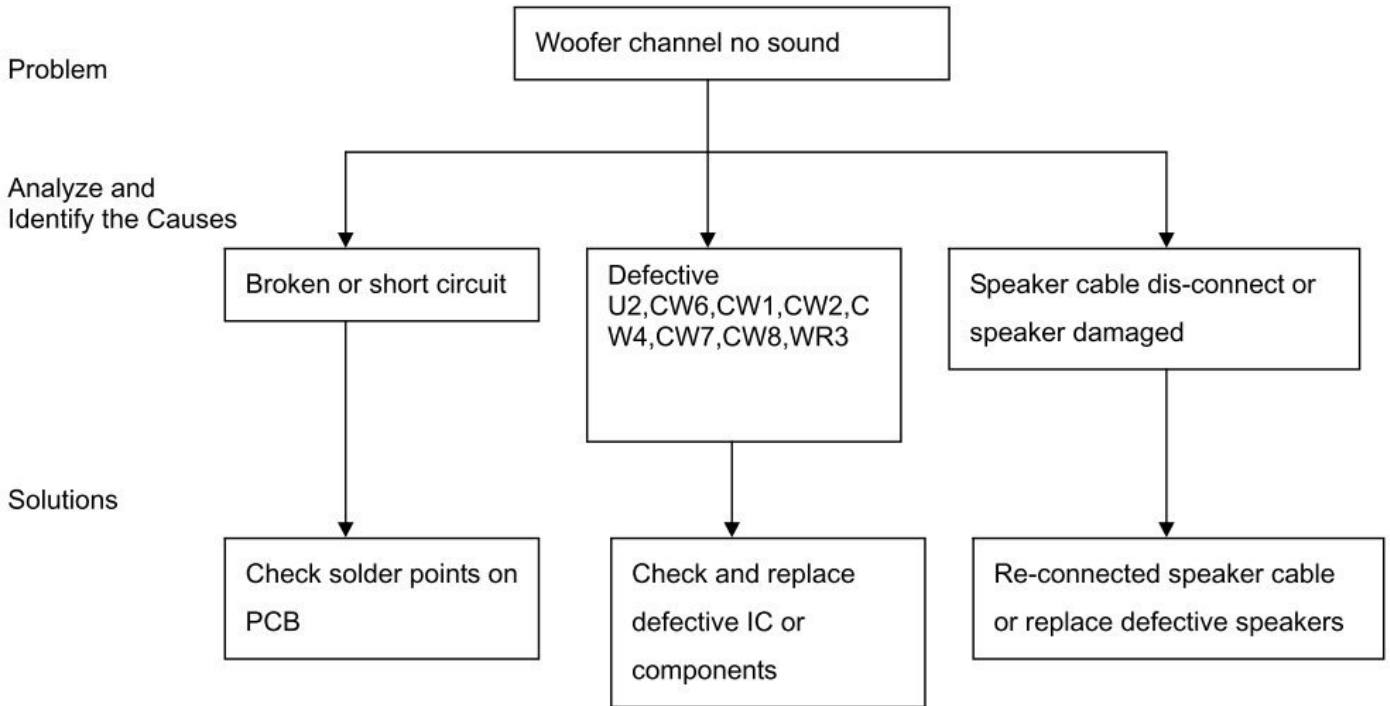 Woofer channel no sound
Problem
Analyze and
Identify the Causes
Broken or short circuit
Defective
U2,CW6,CW1,CW2,C
W4,CW7,CW8,WR3
Speaker cable dis-connect or
speaker damaged
Solutions
Check solder points on
PCB
Check and replace
defective IC or
components
Re-connected speaker cable
or replace defective speakers